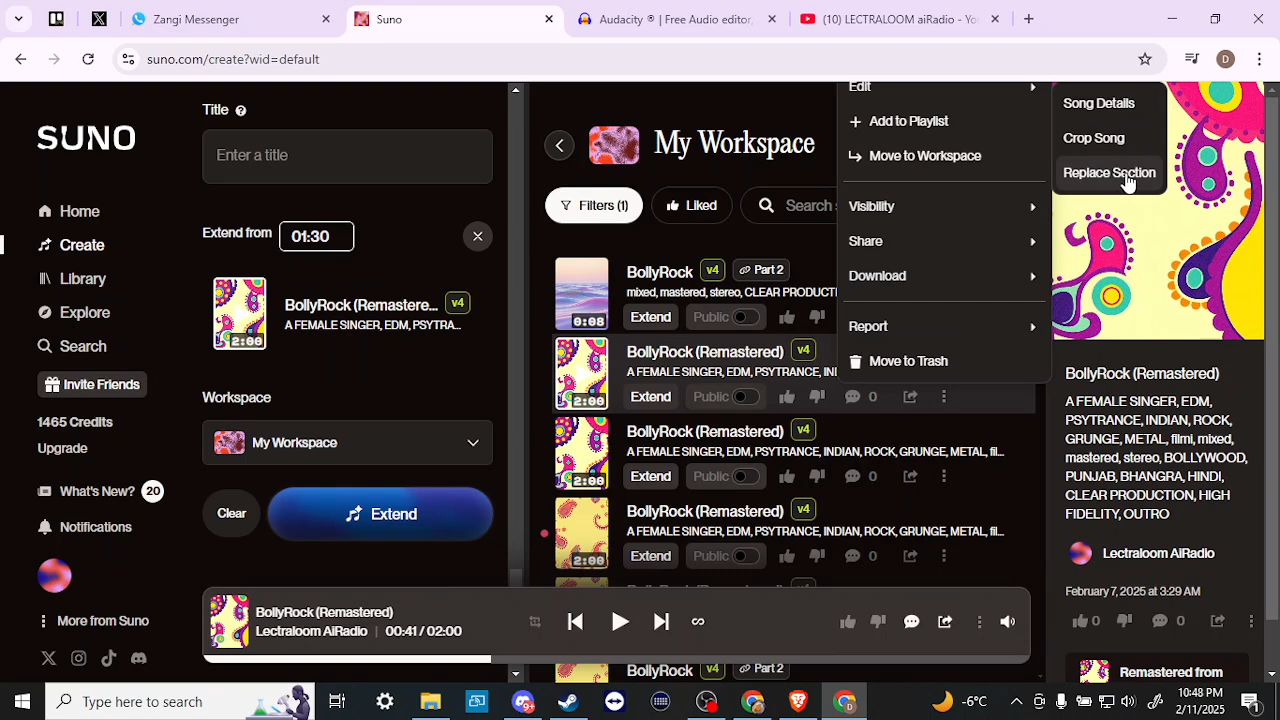 Zangi Messenger
Suno
Audacity ® | Free Audio editor,
(10) LECTRALOOM aiRadio - Yo
suno.com/create?wid=default
D
SUNO
Home
Create
Library
Explore
Search
Invite Friends
1465 Credits
Upgrade
What's New?
20
Notifications
More from Suno
Title
Enter a title
Extend from
01:30
2:00
BollyRock (Remastere...
v4
A FEMALE SINGER, EDM, PSYTRA...
Workspace
My Workspace
Clear
Extend
My Workspace
Filters (1)
Liked
Search
0:08
BollyRock
v4
Part 2
mixed, mastered, stereo, CLEAR PRODUCT
Extend
Public
2:00
BollyRock (Remastered)
v4
A FEMALE SINGER, EDM, PSYTRANCE, IN
Extend
Public
0
2:00
BollyRock (Remastered)
v4
A FEMALE SINGER, EDM, PSYTRANCE, INDIAN, ROCK, GRUNGE, METAL, fil...
Extend
Public
0
2:00
BollyRock (Remastered)
v4
A FEMALE SINGER, EDM, PSYTRANCE, INDIAN, ROCK, GRUNGE, METAL, fil...
Extend
Public
0
BollyRock
v4
Part 2
Edit
Add to Playlist
Move to Workspace
Visibility
Share
Download
Report
Move to Trash
Song Details
Crop Song
Replace Section
BollyRock (Remastered)
A FEMALE SINGER, EDM,
PSYTRANCE, INDIAN, ROCK,
GRUNGE, METAL, filmi, mixed,
mastered, stereo, BOLLYWOOD,
PUNJAB, BHANGRA, HINDI,
CLEAR PRODUCTION, HIGH
FIDELITY, OUTRO
Lectraloom AiRadio
February 7, 2025 at 3:29 AM
0
0
Remastered from
BollyRock (Remastered)
Lectraloom AiRadio | 00:41 / 02:00
Type here to search
9+
D
-6°C
10:48 PM
2/11/2025
1